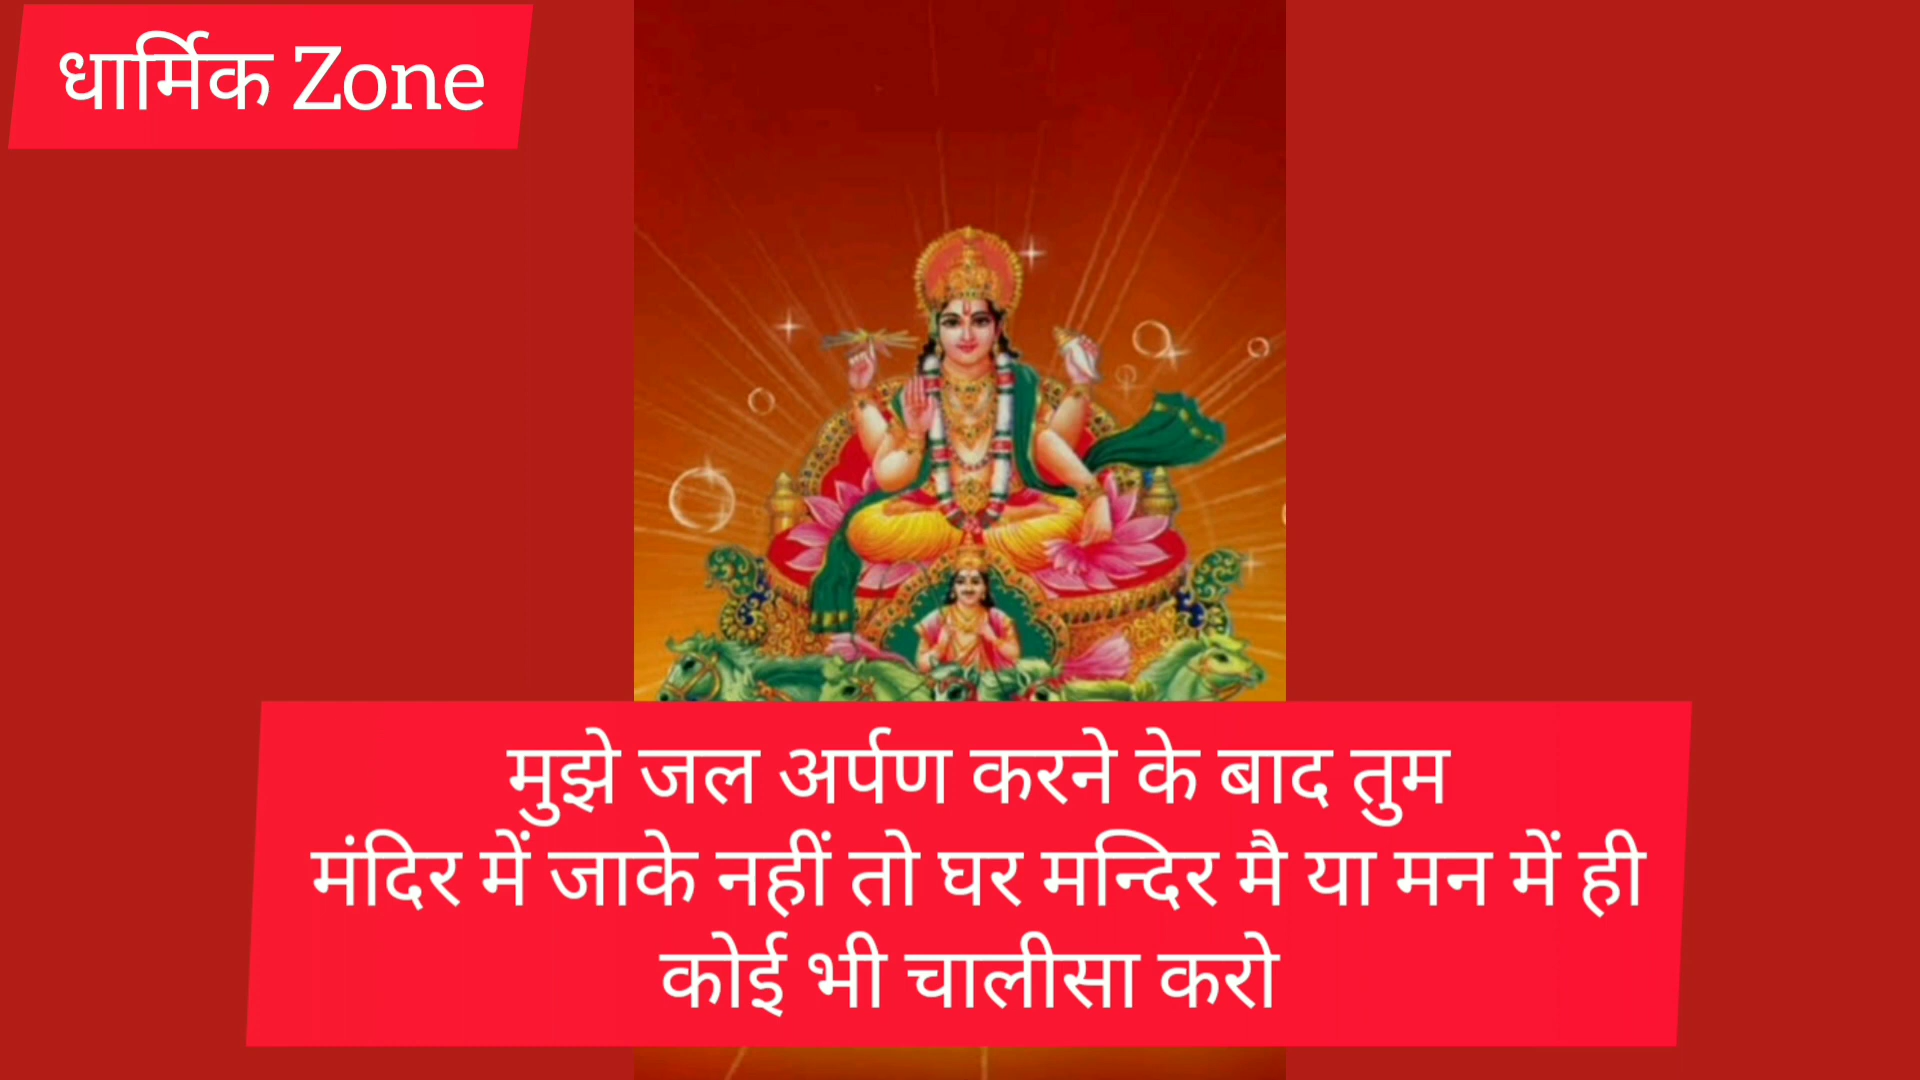 धार्मिक Zone
मुझे जल अर्पण करने के बाद तुम
मंदिर में जाके नहीं तो घर मन्दिर मै या मन में ही
कोई भी चालीसा करो